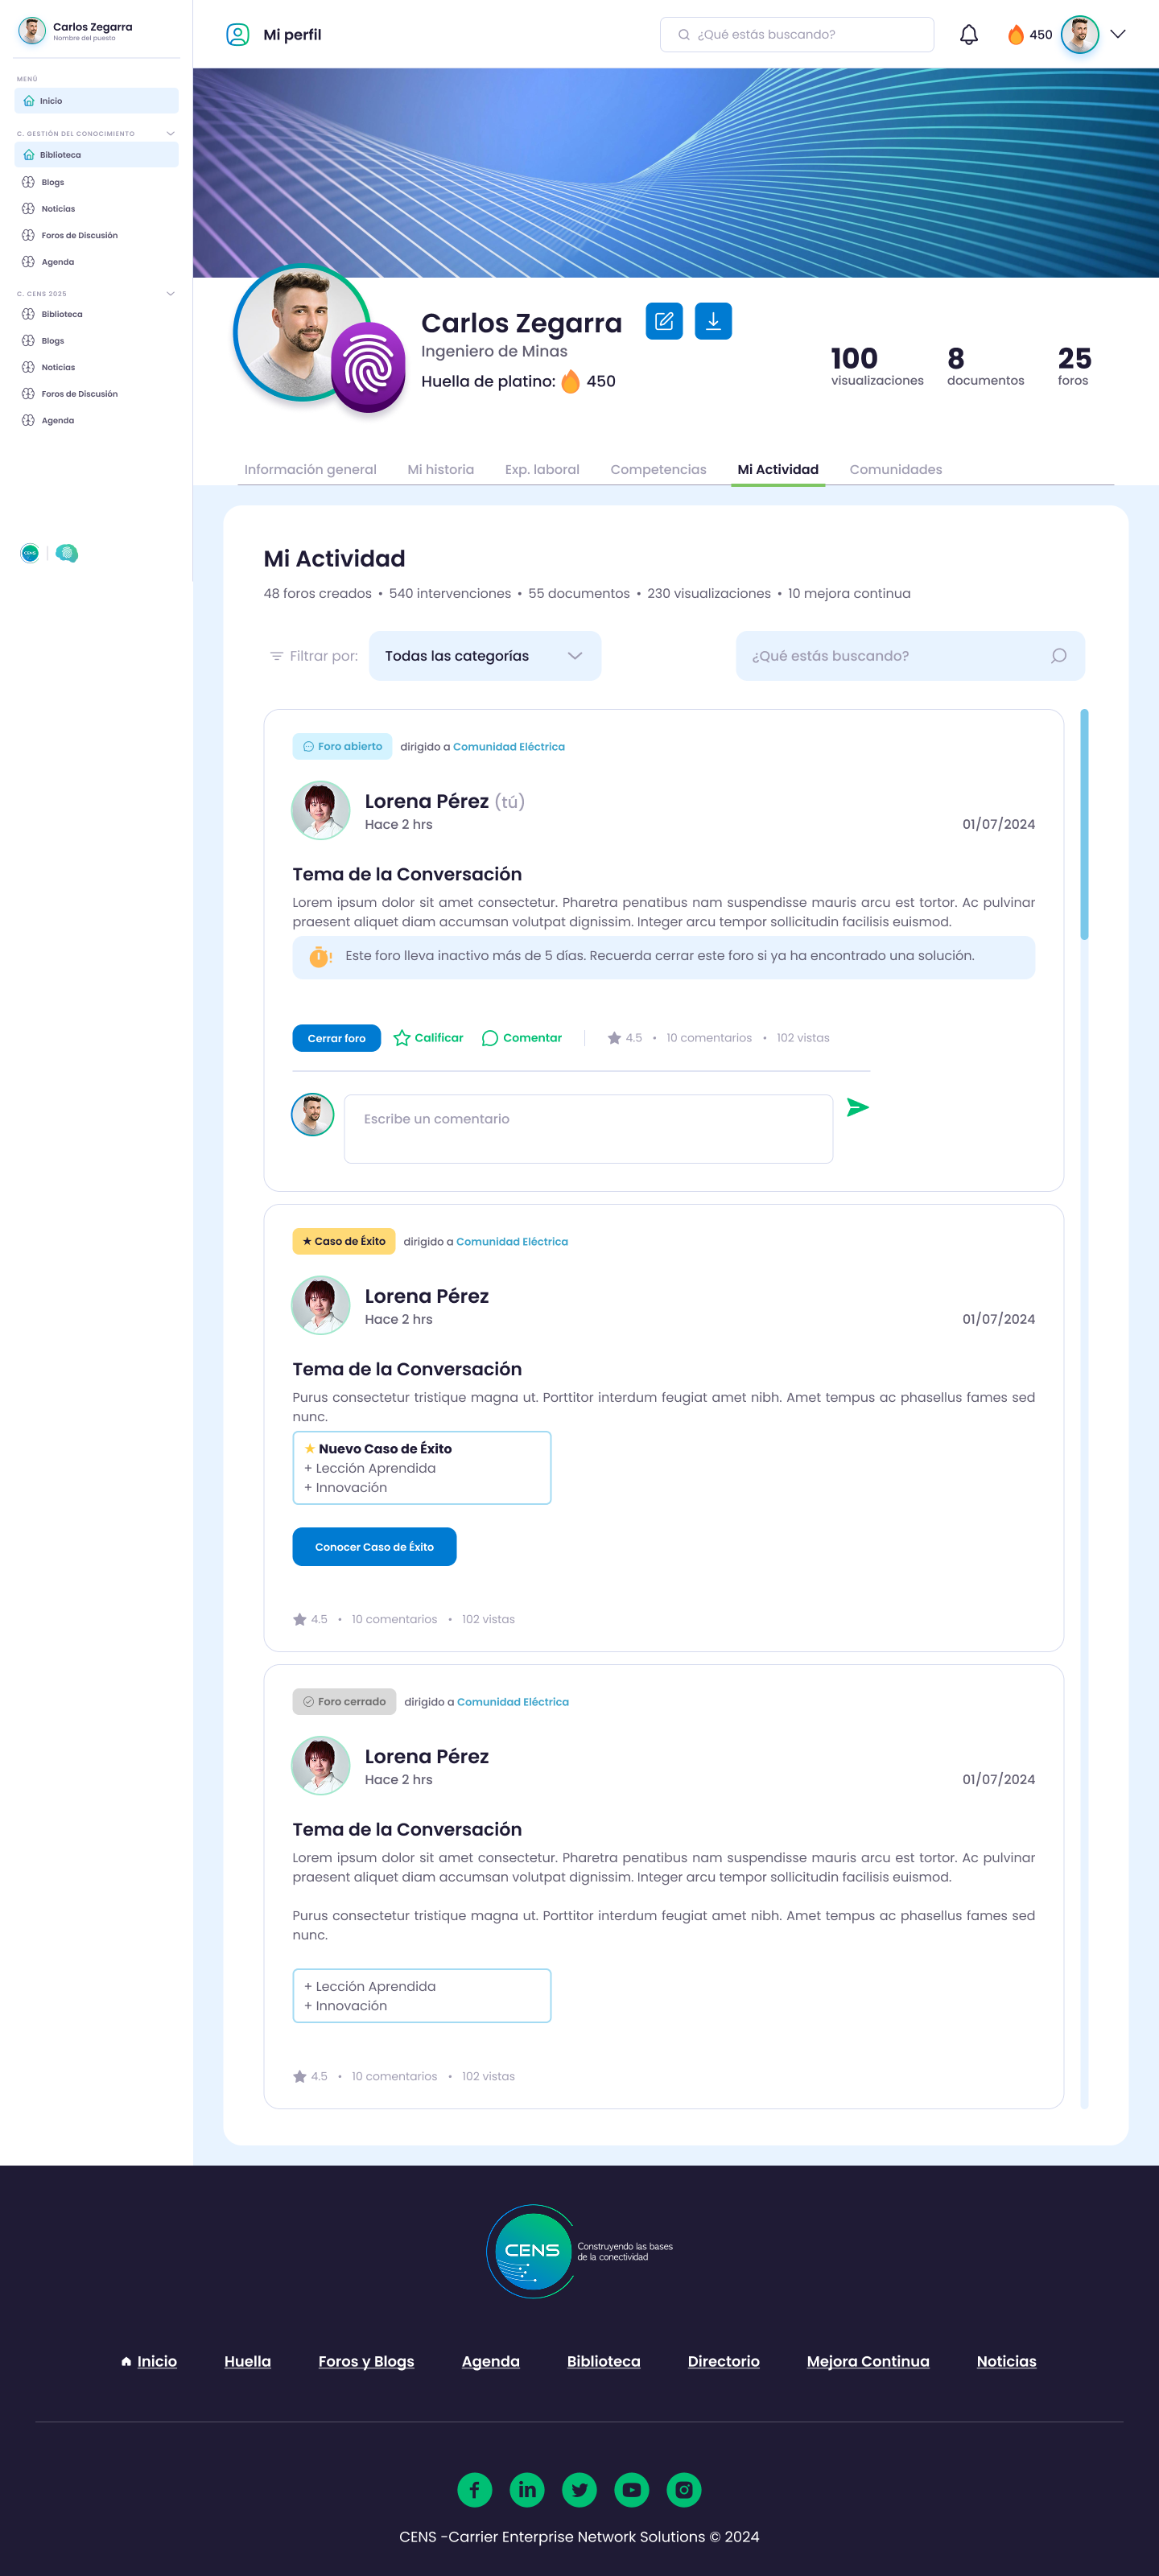 Carlos Zegarra
Nombre del puesto
MENÚ
Inicio
C. GESTIÓN DEL CONOCIMIENTO
Biblioteca
Blogs
Noticias
Foros de Discusión
Agenda
C. CENS 2025
Biblioteca
Blogs
Noticias
Foros de Discusión
Agenda
CENS
Mi perfil
¿Qué estás buscando?
450
Carlos Zegarra
Ingeniero de Minas
Huella de platino: 450
100
visualizaciones
8
documentos
25
foros
Información general
Mi historia
Exp. laboral
Competencias
Mi Actividad
Comunidades
Mi Actividad
48 foros creados • 540 intervenciones • 55 documentos • 230 visualizaciones • 10 mejora continua
Filtrar por:
Todas las categorías
¿Qué estás buscando?
Foro abierto
dirigido a Comunidad Eléctrica
Lorena Pérez (tú)
Hace 2 hrs
01/07/2024
Tema de la Conversación
Lorem ipsum dolor sit amet consectetur. Pharetra penatibus nam suspendisse mauris arcu est tortor. Ac pulvinar
praesent aliquet diam accumsan volutpat dignissim. Integer arcu tempor sollicitudin facilisis euismod.
Este foro lleva inactivo más de 5 días. Recuerda cerrar este foro si ya ha encontrado una solución.
Cerrar foro
Calificar
Comentar
4.5 • 10 comentarios • 102 vistas
Escribe un comentario
★ Caso de Éxito
dirigido a Comunidad Eléctrica
Lorena Pérez
Hace 2 hrs
01/07/2024
Tema de la Conversación
Purus consectetur tristique magna ut. Porttitor interdum feugiat amet nibh. Amet tempus ac phasellus fames sed
nunc.
★ Nuevo Caso de Éxito
+ Lección Aprendida
+ Innovación
Conocer Caso de Éxito
4.5 • 10 comentarios • 102 vistas
Foro cerrado
dirigido a Comunidad Eléctrica
Lorena Pérez
Hace 2 hrs
01/07/2024
Tema de la Conversación
Lorem ipsum dolor sit amet consectetur. Pharetra penatibus nam suspendisse mauris arcu est tortor. Ac pulvinar
praesent aliquet diam accumsan volutpat dignissim. Integer arcu tempor sollicitudin facilisis euismod.
Purus consectetur tristique magna ut. Porttitor interdum feugiat amet nibh. Amet tempus ac phasellus fames sed
nunc.
+ Lección Aprendida
+ Innovación
4.5 • 10 comentarios • 102 vistas
CENS
Construyendo las bases
de la conectividad
Inicio
Huella
Foros y Blogs
Agenda
Biblioteca
Directorio
Mejora Continua
Noticias
CENS -Carrier Enterprise Network Solutions © 2024